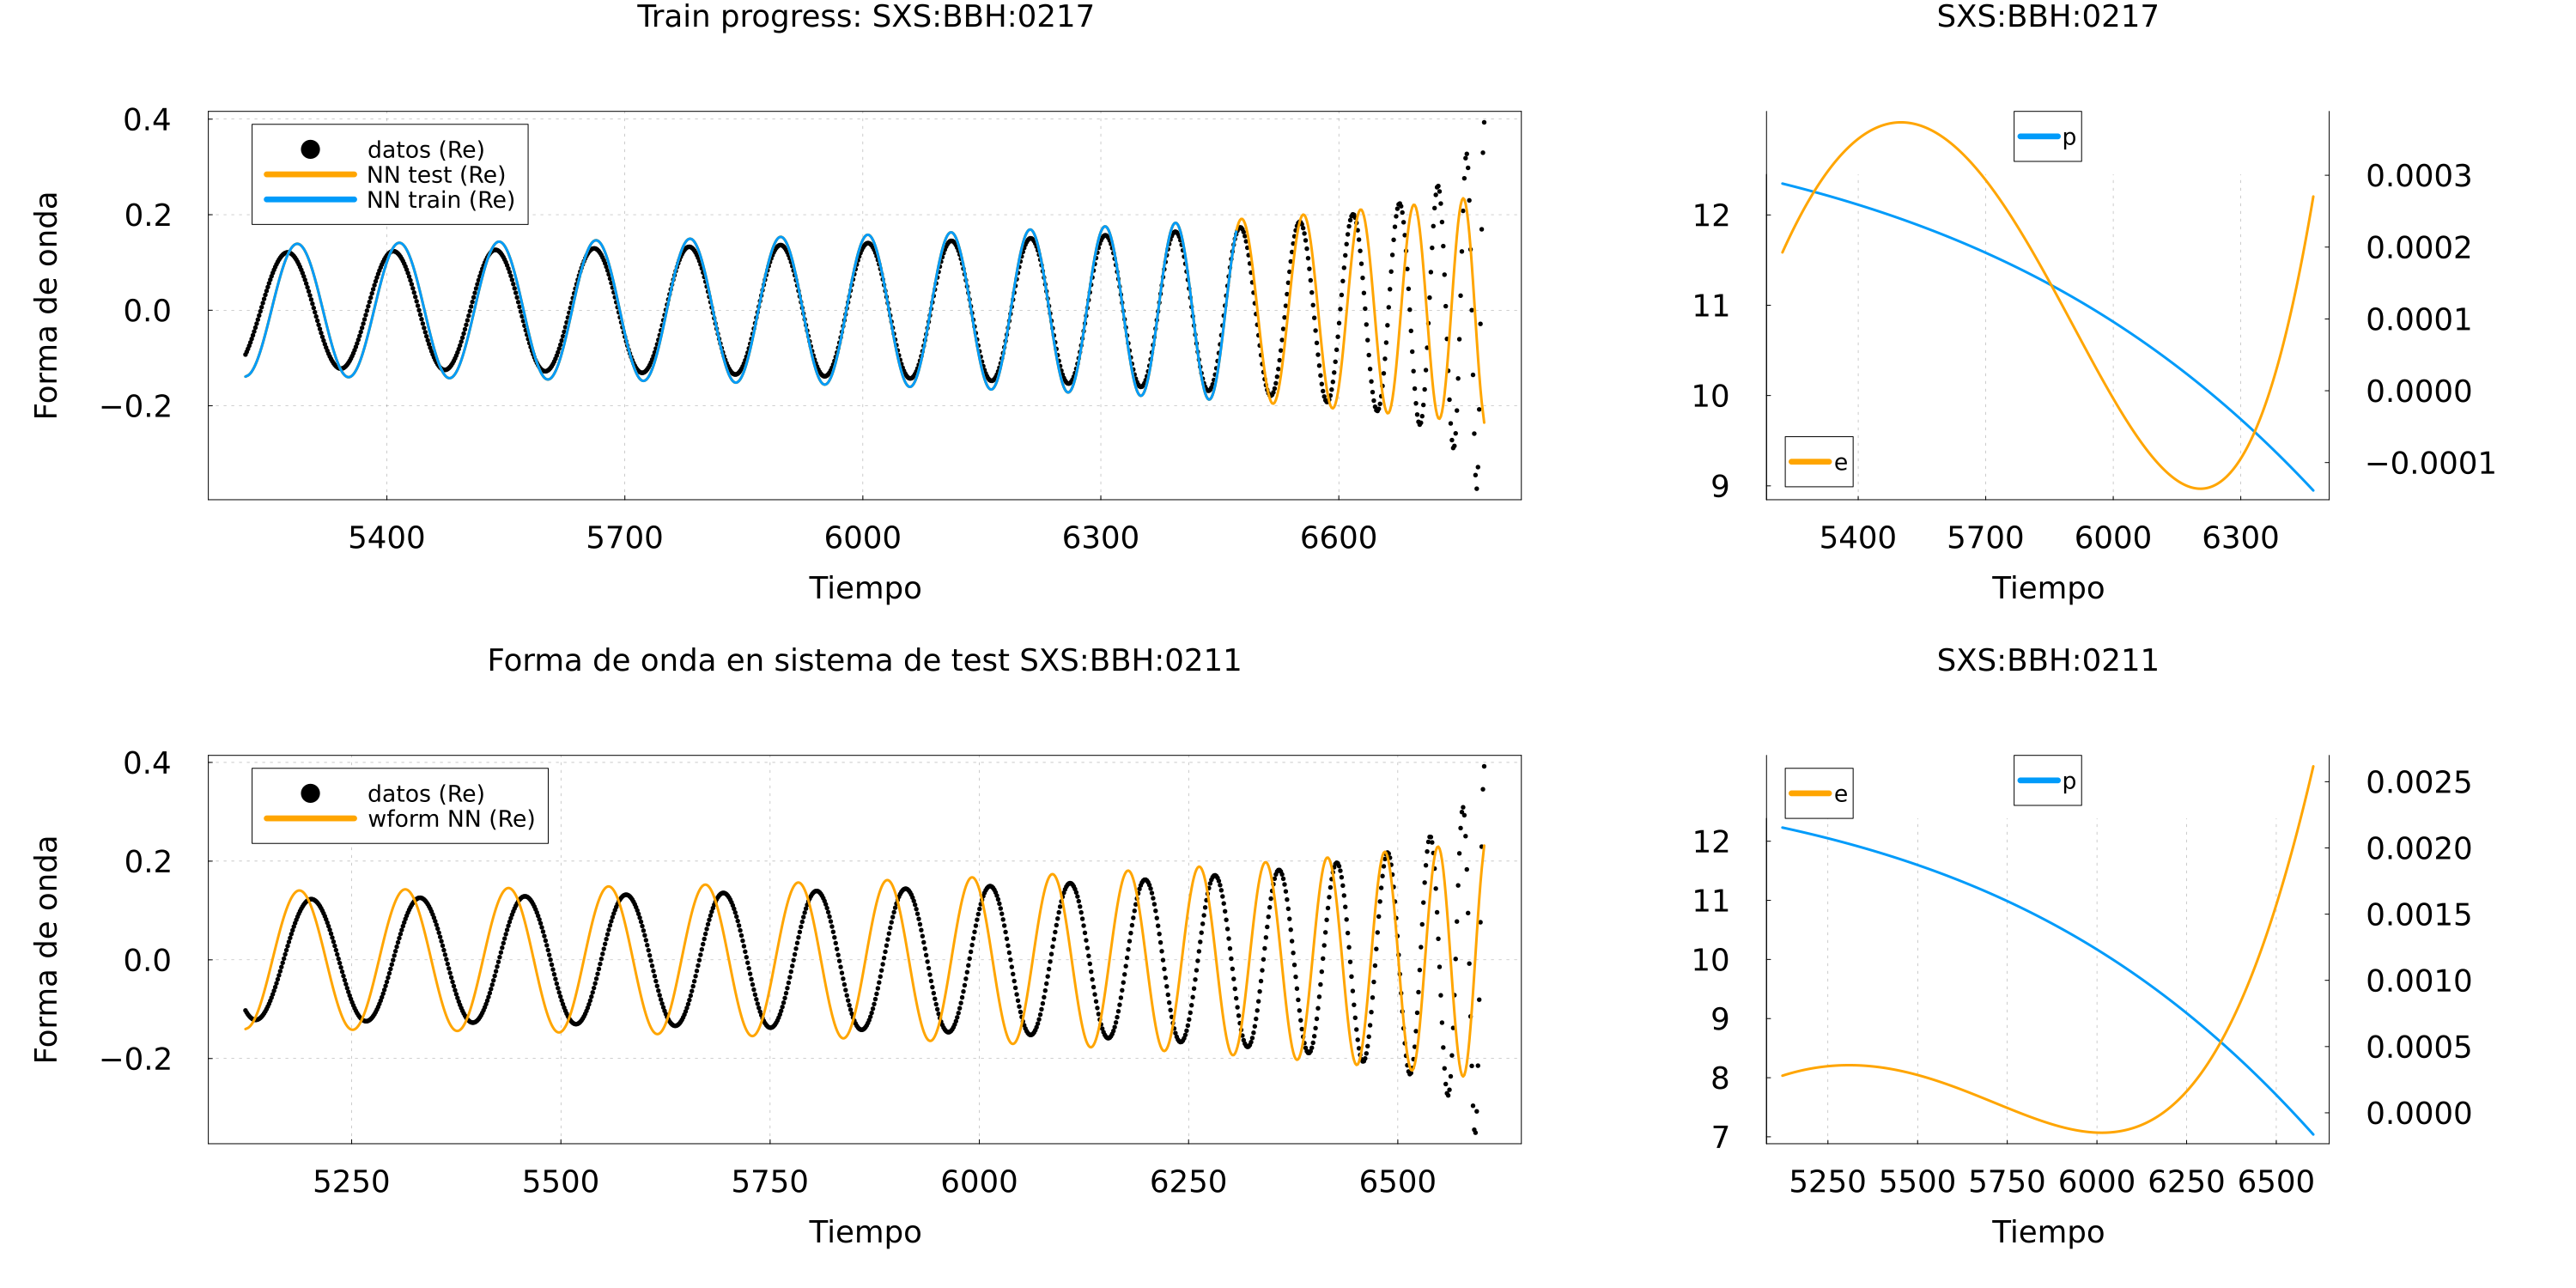 Train progress: SXS:BBH:0217
Forma de onda
0.4
0.2
0.0
−0.2
datos (Re)
NN test (Re)
NN train (Re)
5400 5700 6000 6300 6600
Tiempo
SXS:BBH:0217
12
11
10
9
p
e
0.0003
0.0002
0.0001
0.0000
−0.0001
5400 5700 6000 6300
Tiempo
Forma de onda en sistema de test SXS:BBH:0211
Forma de onda
0.4
0.2
0.0
−0.2
datos (Re)
wform NN (Re)
5250 5500 5750 6000 6250 6500
Tiempo
SXS:BBH:0211
12
11
10
9
8
7
e
p
0.0025
0.0020
0.0015
0.0010
0.0005
0.0000
5250 5500 5750 6000 6250 6500
Tiempo